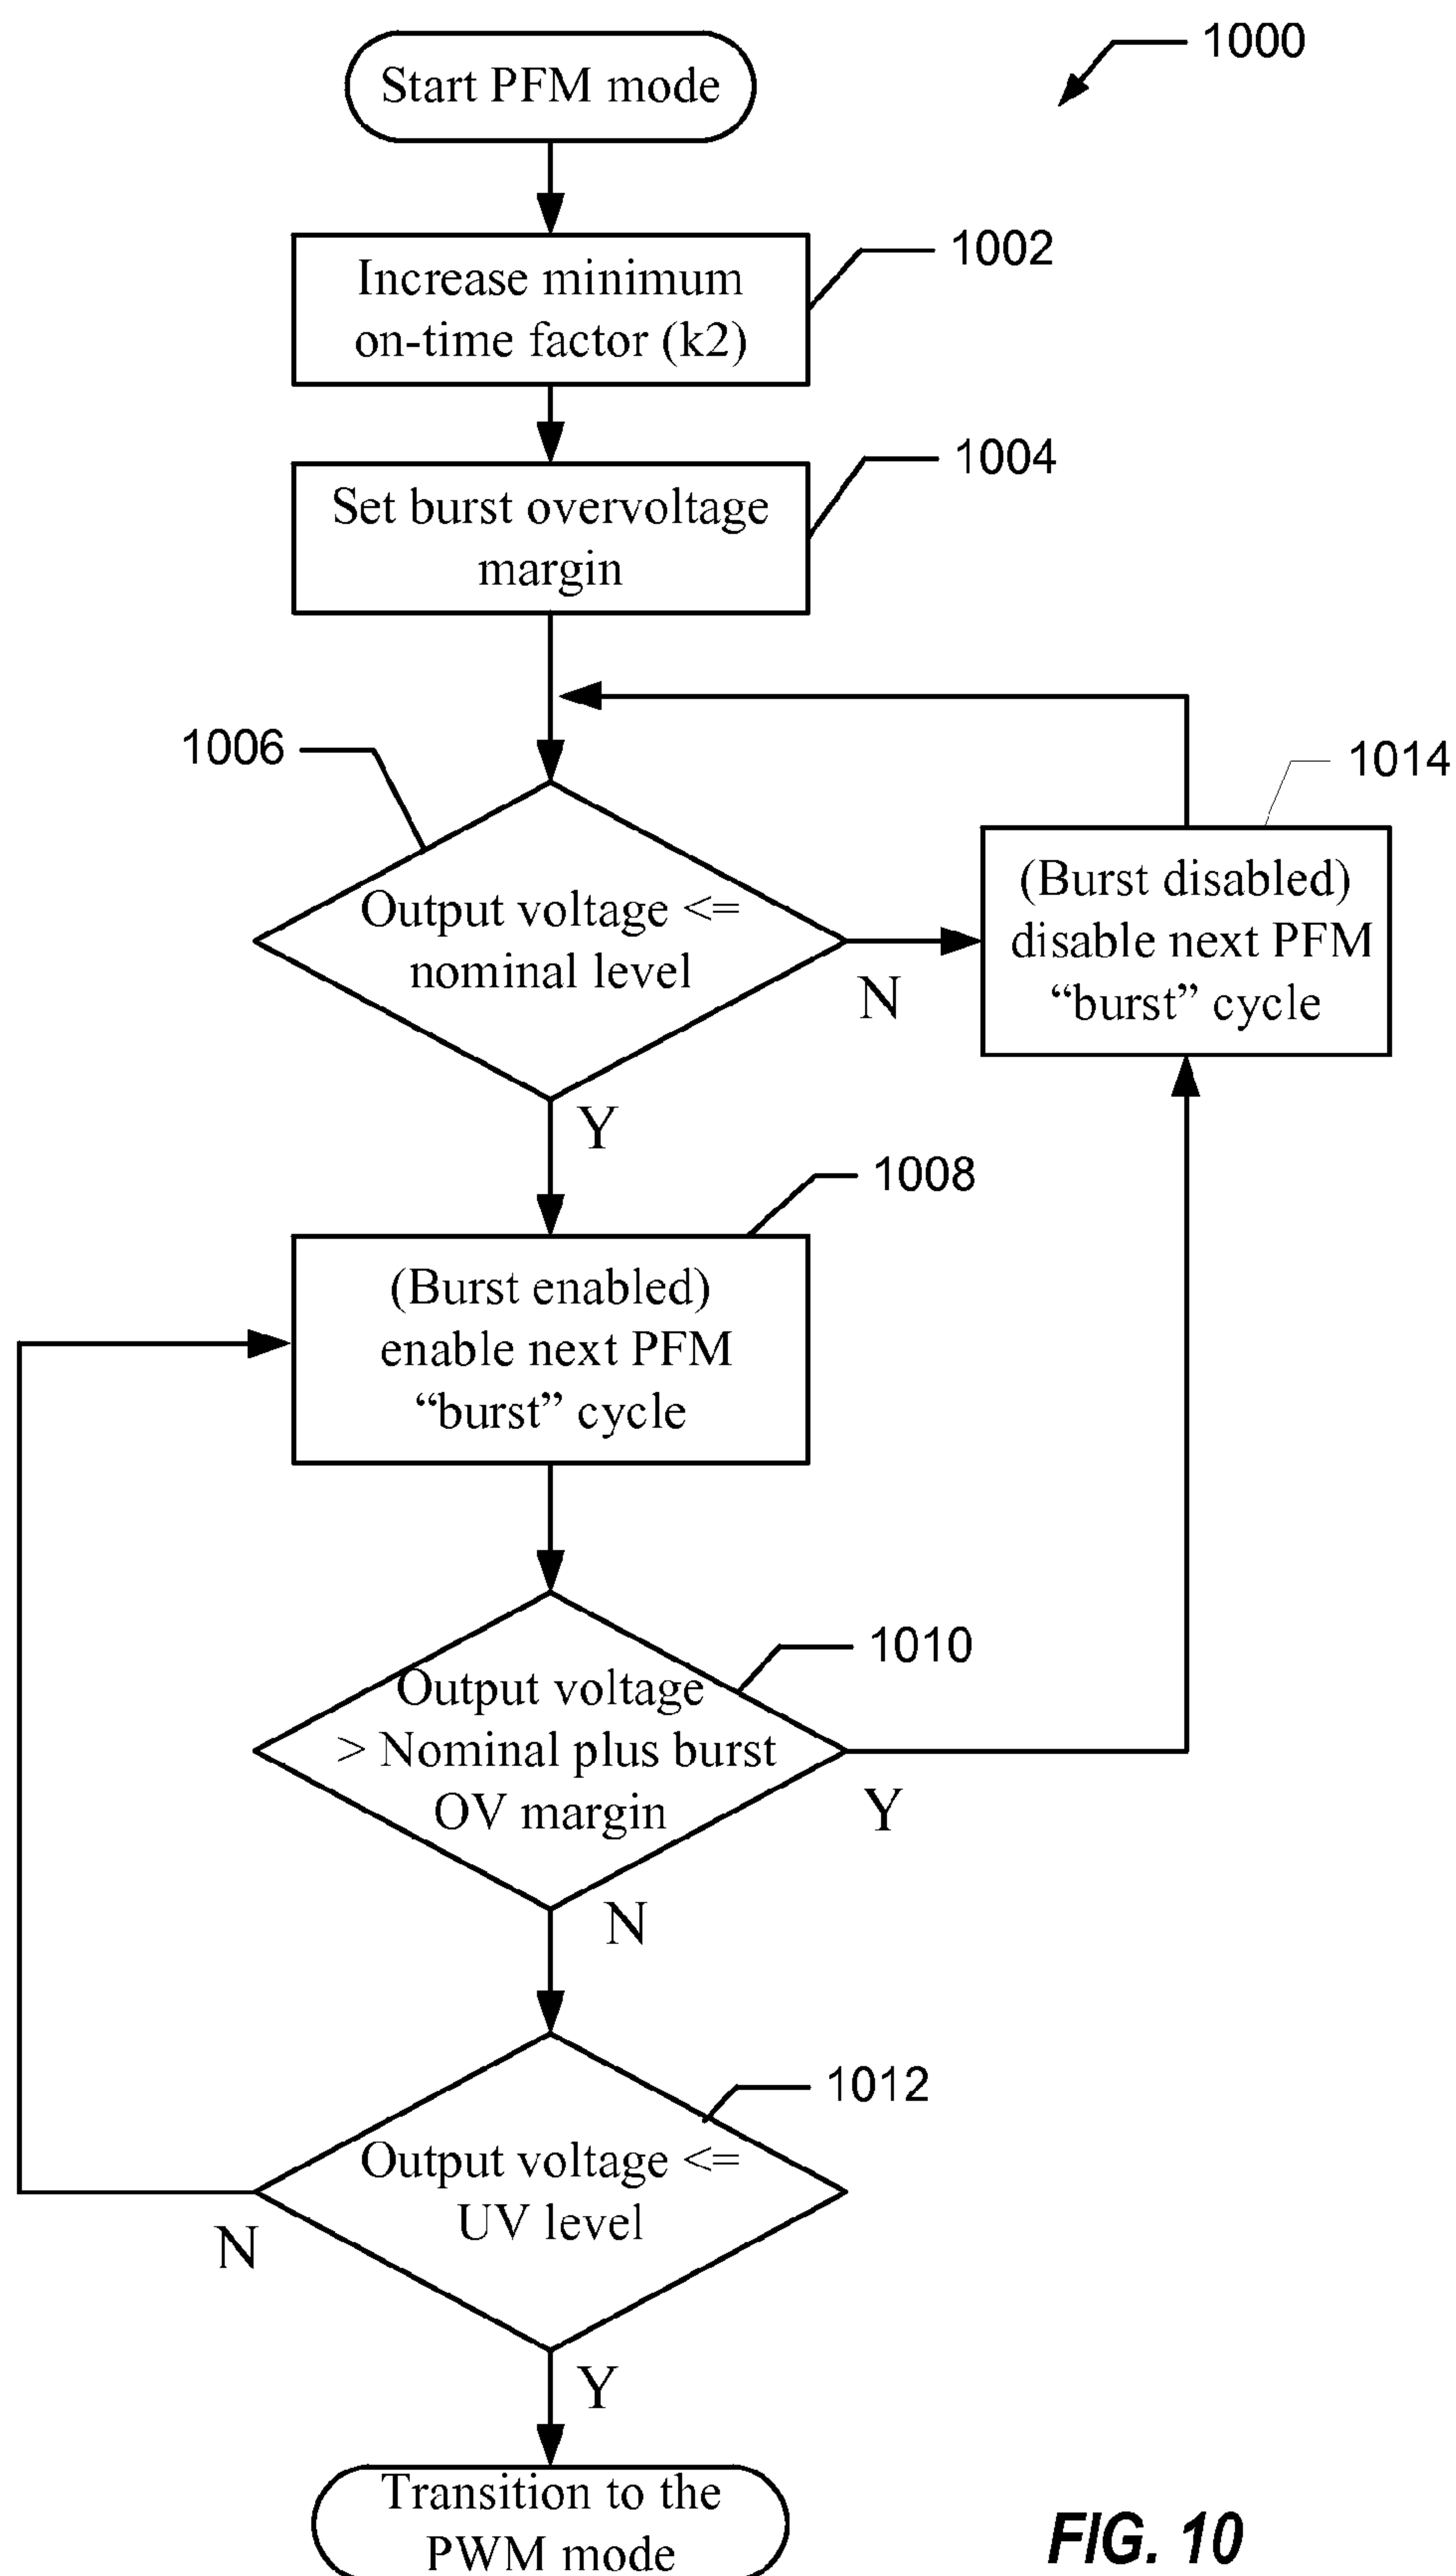 1000
Start PFM mode
1002
Increase minimum
on-time factor (k2)
1004
Set burst overvoltage
margin
1006
Output voltage <=
nominal level
N
Y
1014
(Burst disabled)
disable next PFM
“burst” cycle
1008
(Burst enabled)
enable next PFM
“burst” cycle
1010
Output voltage
> Nominal plus burst
OV margin
Y
N
1012
Output voltage <=
UV level
N
Y
Transition to the
PWM mode
FIG. 10